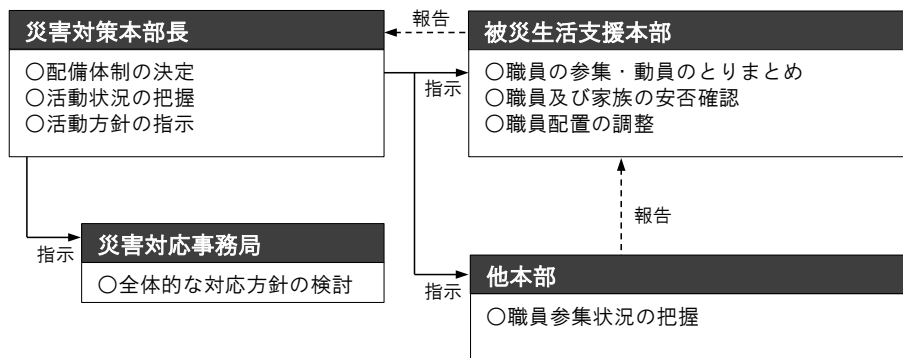 災害対策本部長
○配備体制の決定
○活動状況の把握
○活動方針の指示
報告
指示
被災生活支援本部
○職員の参集・動員のとりまとめ
○職員及び家族の安否確認
○職員配置の調整
指示
災害対応事務局
○全体的な対応方針の検討
報告
指示
他本部
○職員参集状況の把握